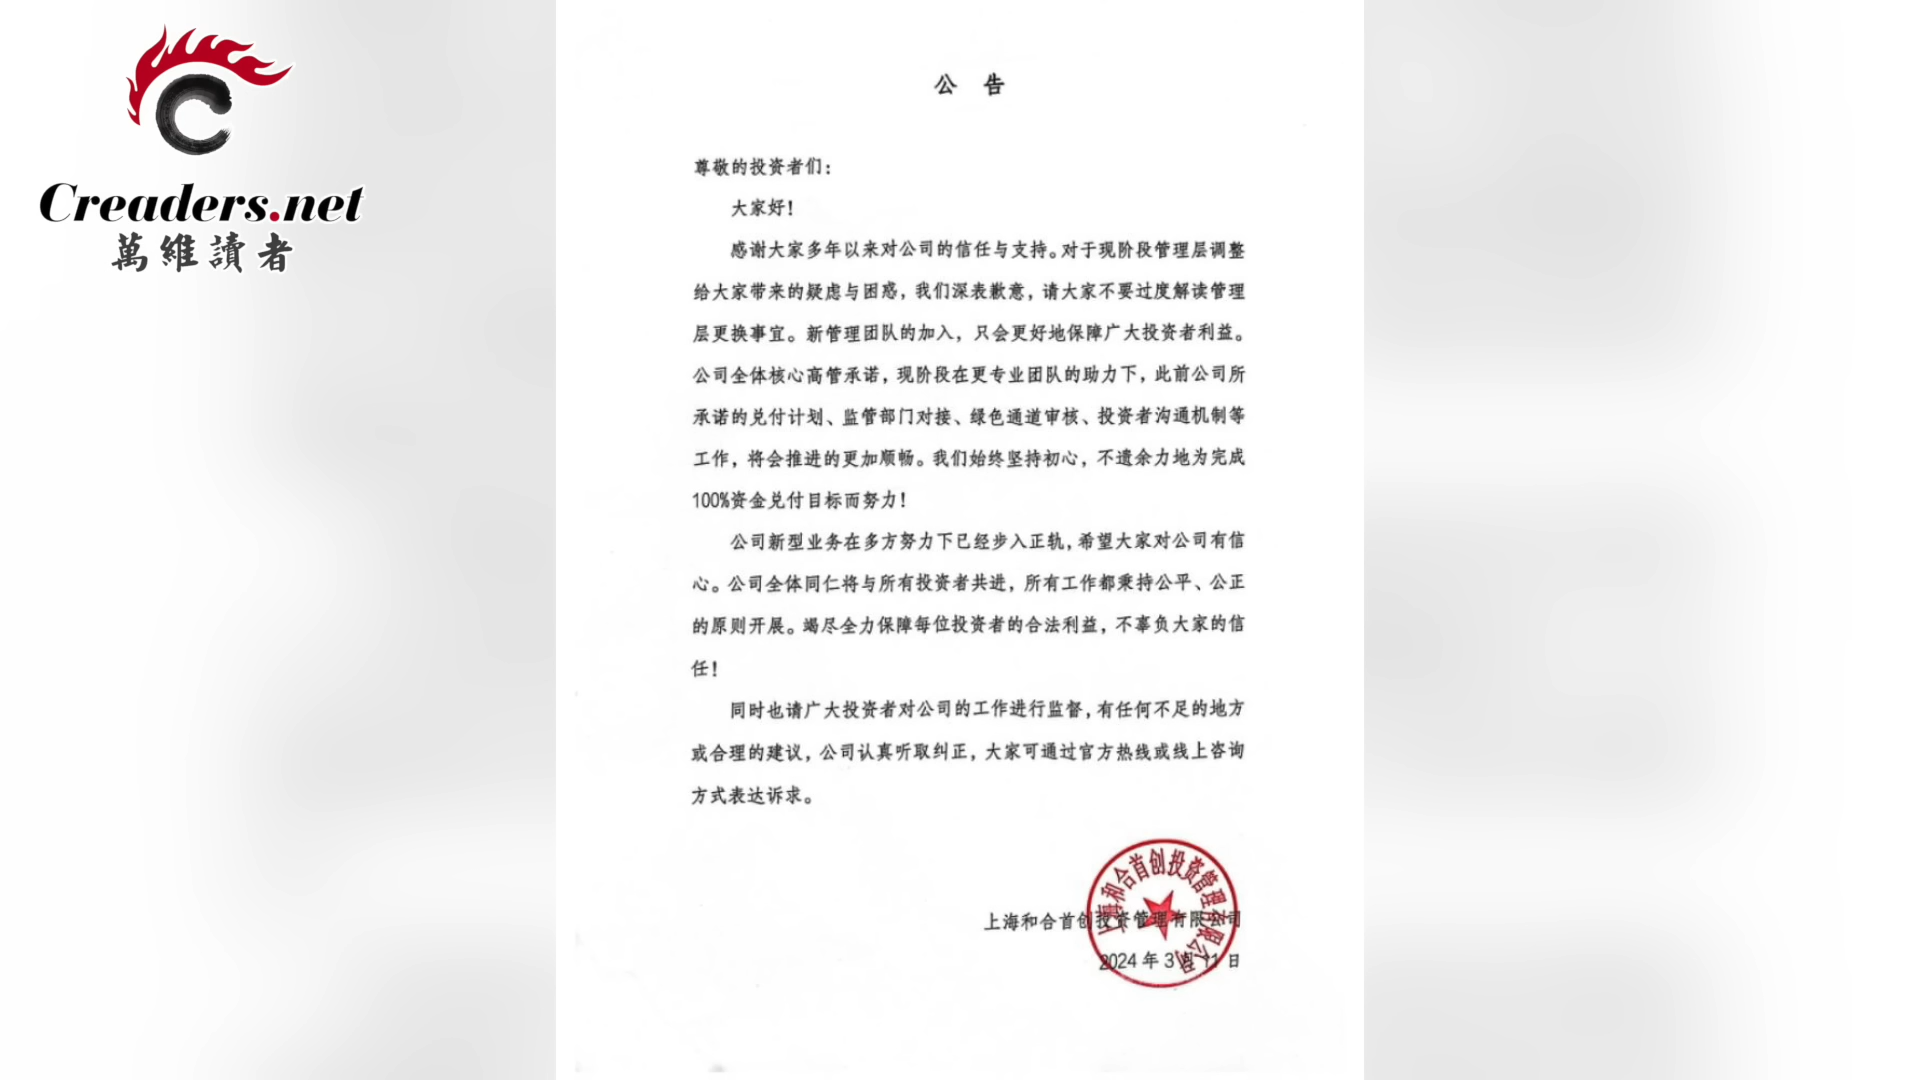 Creaders.net
萬維讀者
公 告
尊敬的投资者们：
大家好！
感谢大家多年以来对公司的信任与支持。对于现阶段管理层调整
给大家带来的疑虑与困惑，我们深表歉意，请大家不要过度解读管理
层更换事宜。新管理团队的加入，只会更好地保障广大投资者利益。
公司全体核心高管承诺，现阶段在更专业团队的助力下，此前公司所
承诺的兑付计划、监管部门对接、绿色通道审核、投资者沟通机制等
工作，将会推进的更加顺畅。我们始终坚持初心，不遗余力地为完成
100%资金兑付目标而努力！
公司新型业务在多方努力下已经步入正轨，希望大家对公司有信
心。公司全体同仁将与所有投资者共进，所有工作都秉持公平、公正
的原则开展。竭尽全力保障每位投资者的合法利益，不辜负大家的信
任！
同时也请广大投资者对公司的工作进行监督，有任何不足的地方
或合理的建议，公司认真听取纠正，大家可通过官方热线或线上咨询
方式表达诉求。
上海和合首创投资管理有限公司
上海和合首创投资管理有限公司
2024 年 3 月 11 日